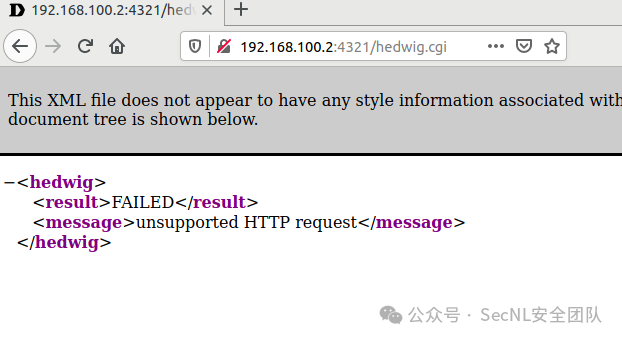 192.168.100.2:4321/hedw
192.168.100.2:4321/hedwig.cgi
This XML file does not appear to have any style information associated with
document tree is shown below.
−<hedwig>
<result>FAILED</result>
<message>unsupported HTTP request</message>
</hedwig>
公众号 · SecNL安全团队